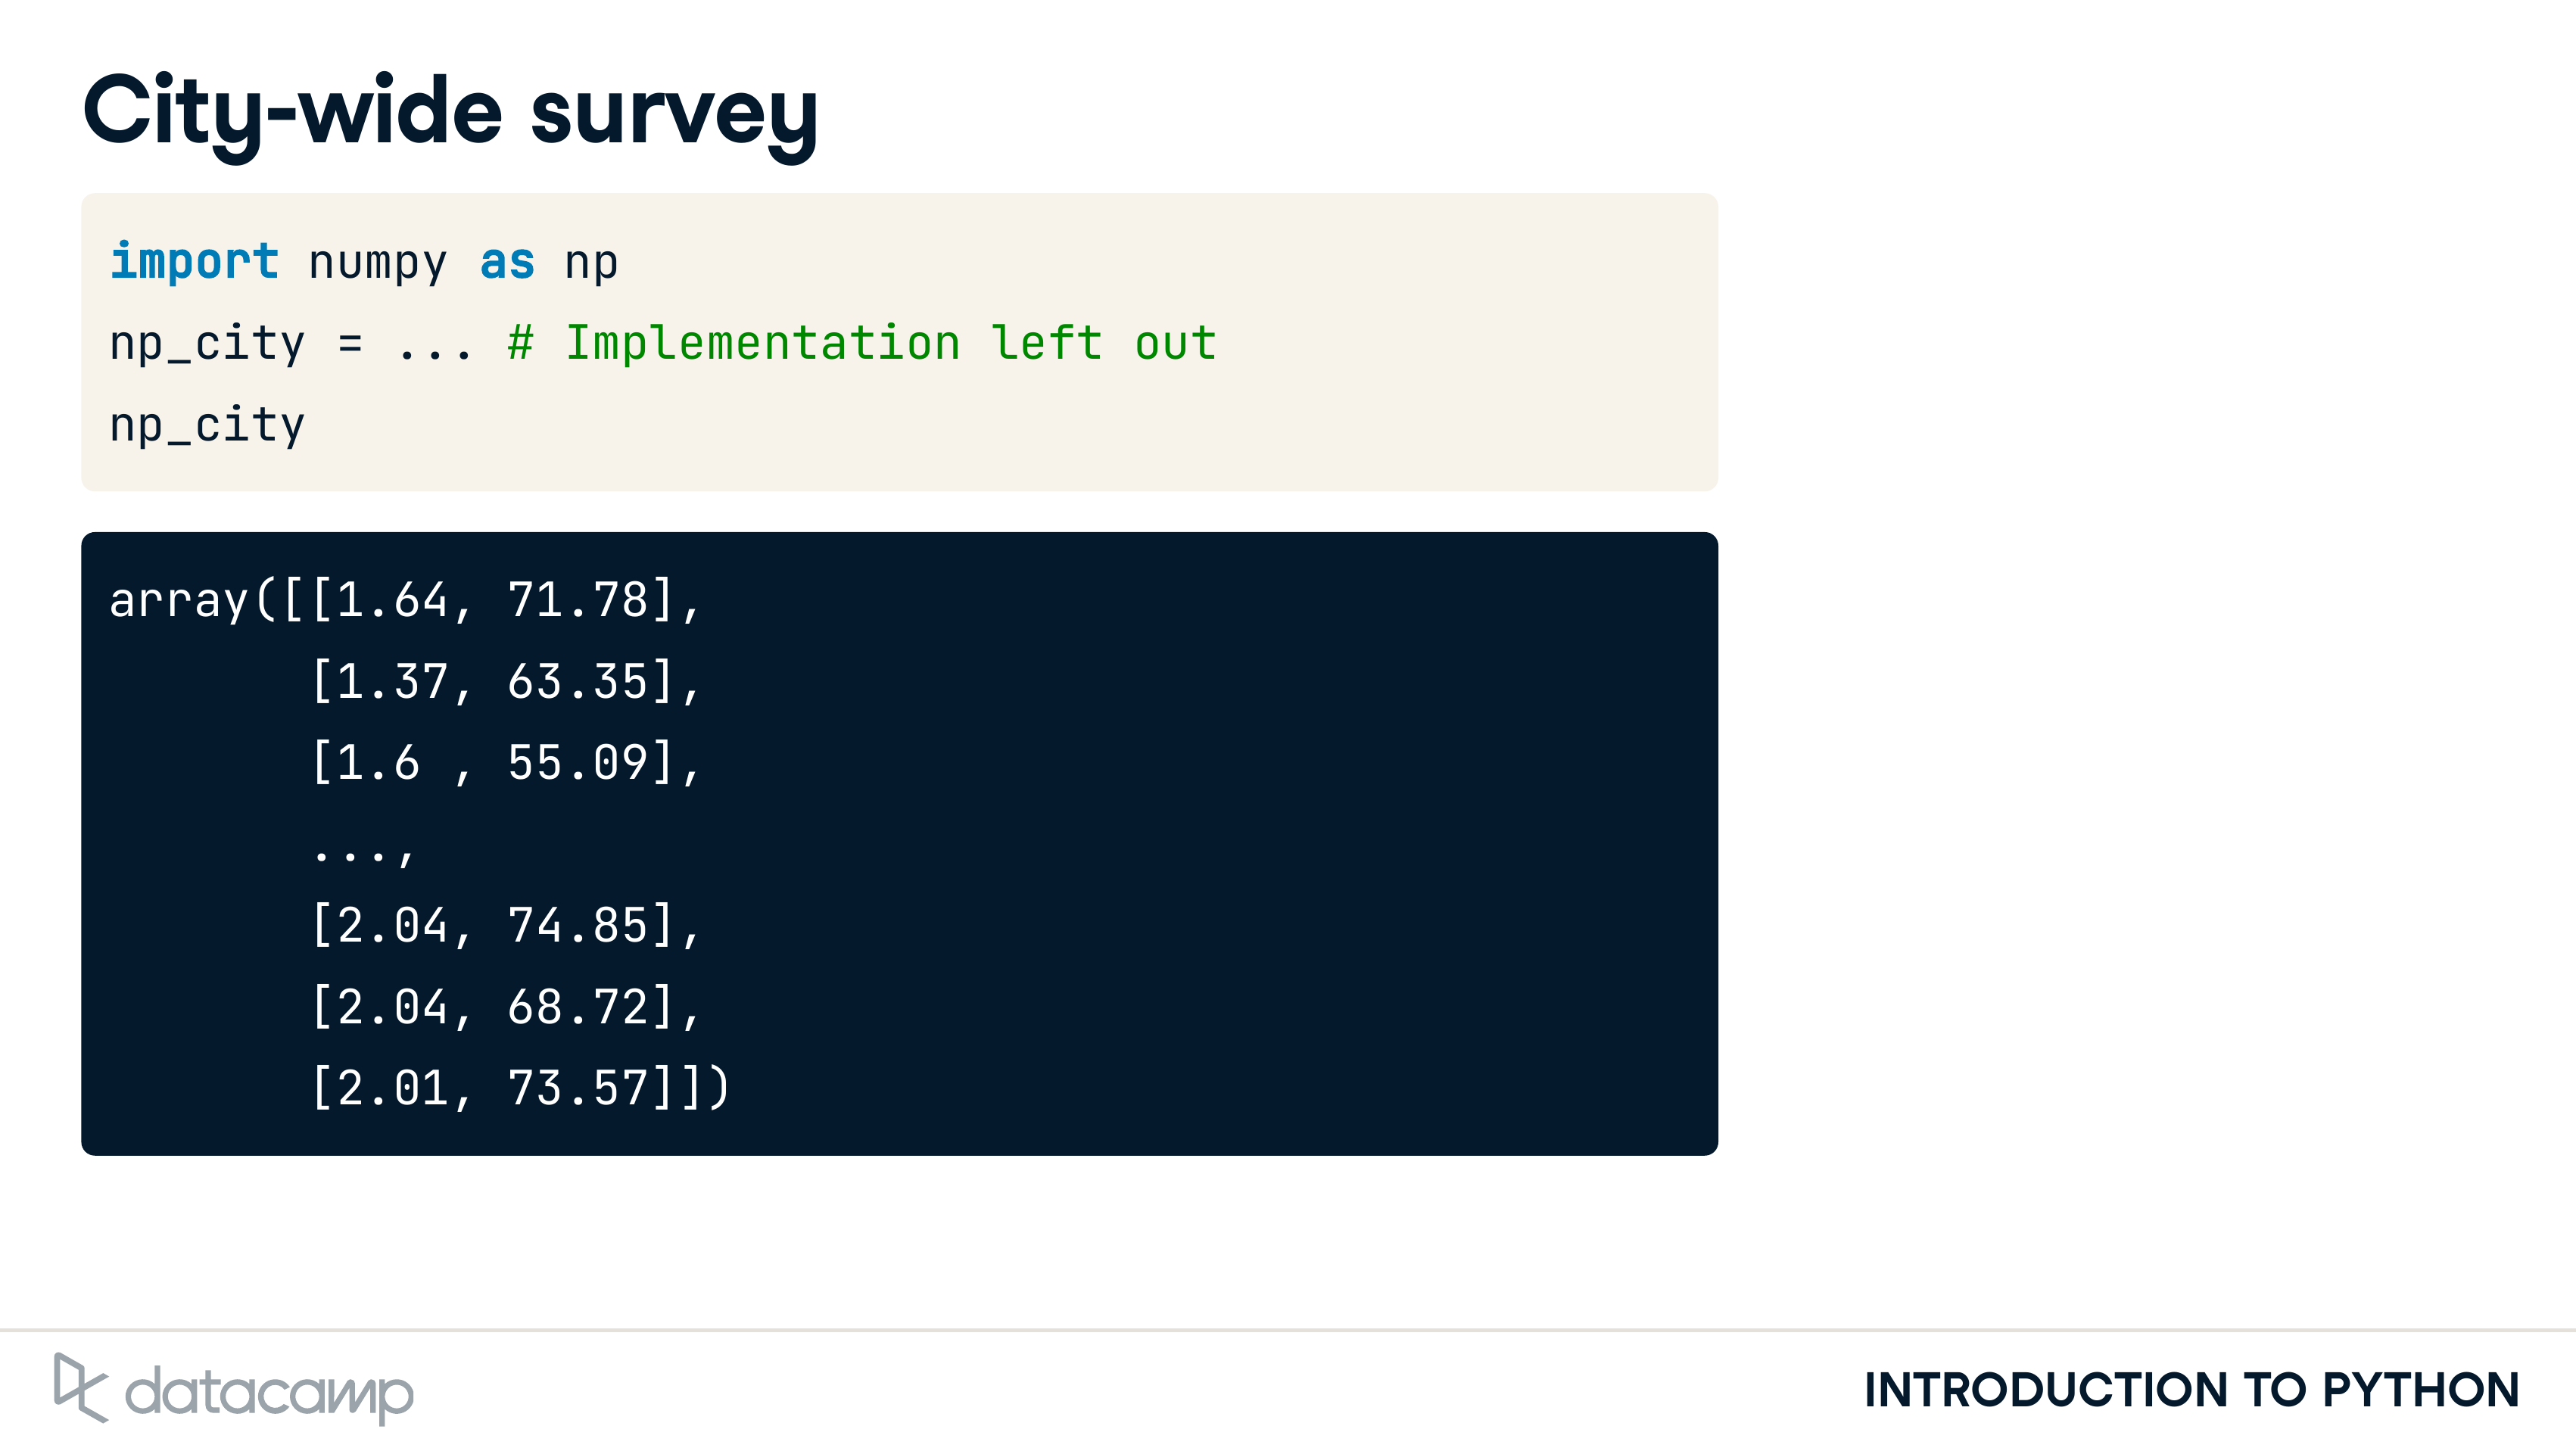 City-wide survey
import numpy as np
np_city = ... # Implementation left out
np_city
array([[1.64, 71.78],
       [1.37, 63.35],
       [1.6 , 55.09],
       ...,
       [2.04, 74.85],
       [2.04, 68.72],
       [2.01, 73.57]])
datacamp
INTRODUCTION TO PYTHON